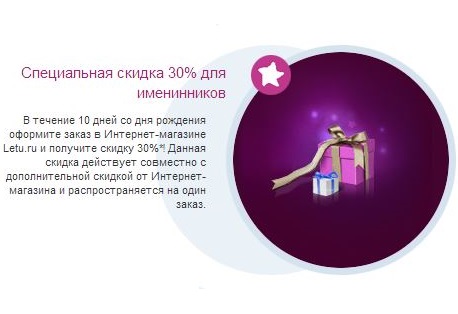 Специальная скидка 30% для
именинников
В течение 10 дней со дня рождения
оформите заказ в Интернет-магазине
Letu.ru и получите скидку 30%*! Данная
скидка действует совместно с
дополнительной скидкой от Интернет-
магазина и распространяется на один
заказ.